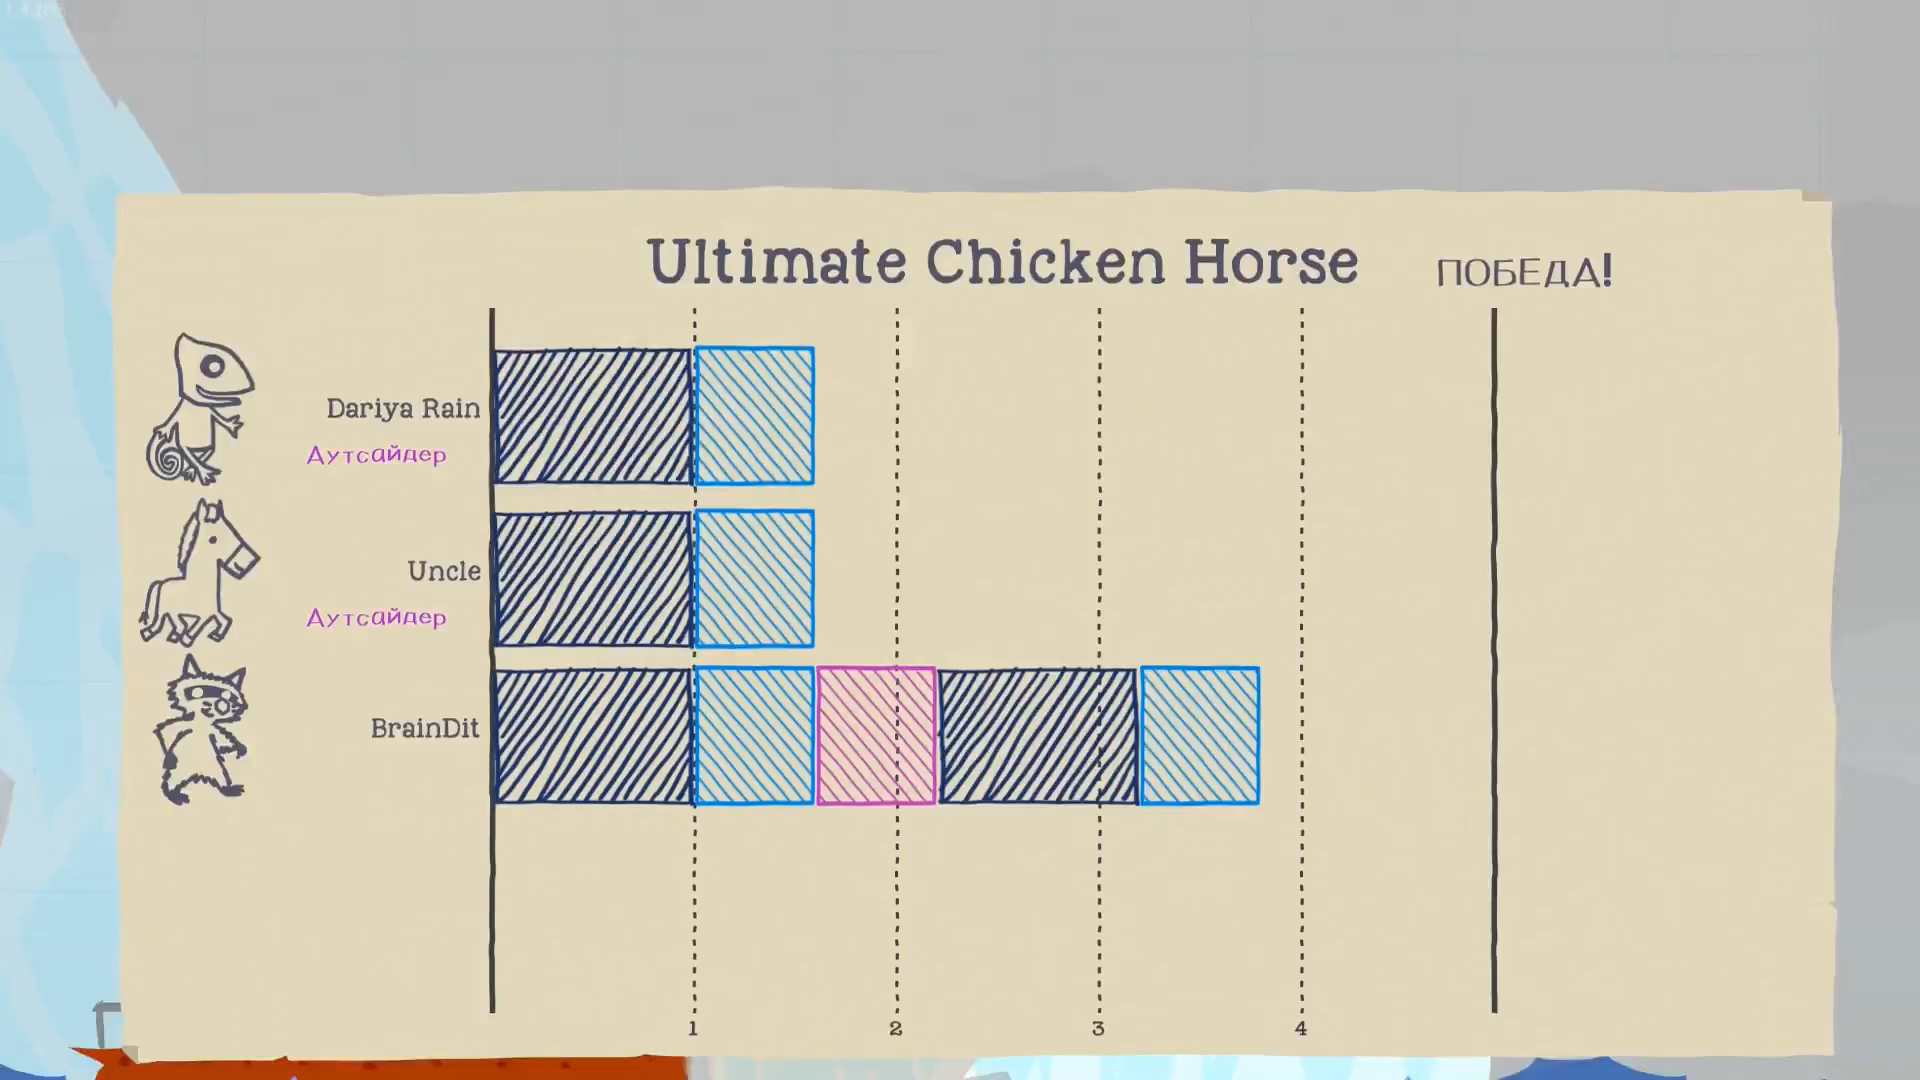 Ultimate Chicken Horse
ПОБЕДА!
Dariya Rain
Аутсайдер
Uncle
Аутсайдер
BrainDit
1 2 3 4